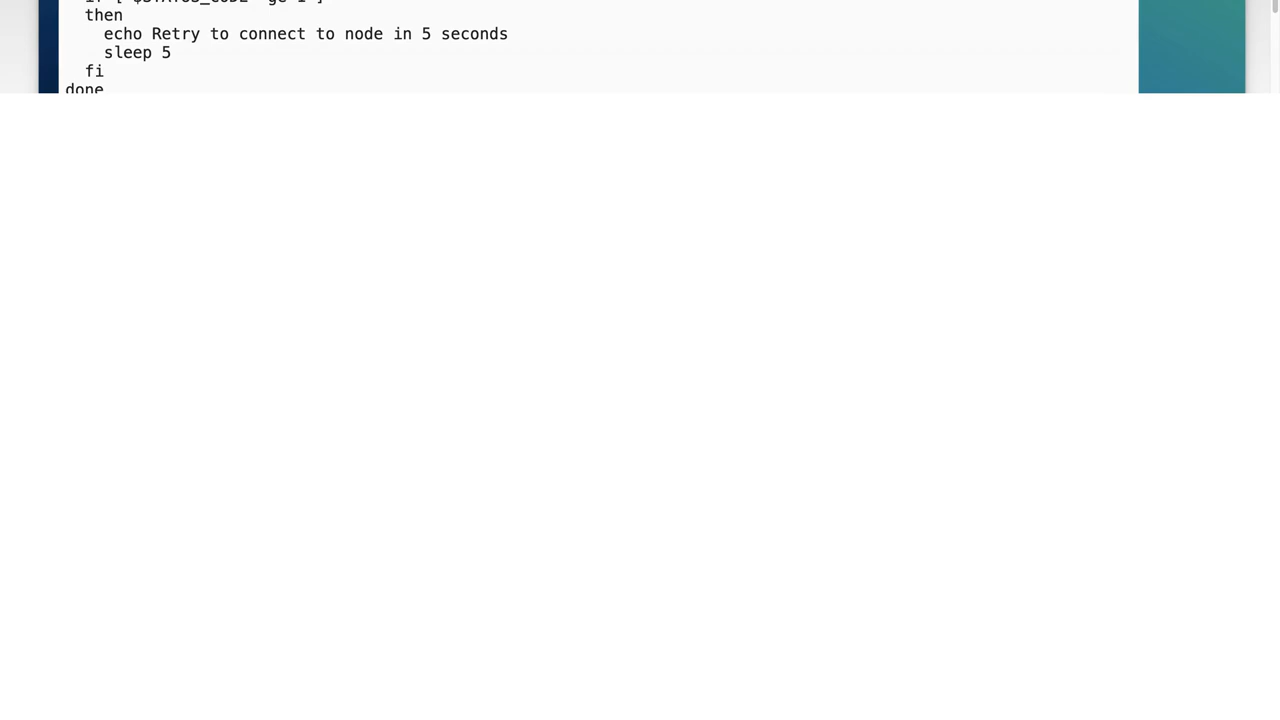 then
echo Retry to connect to node in 5 seconds
sleep 5
fi
done